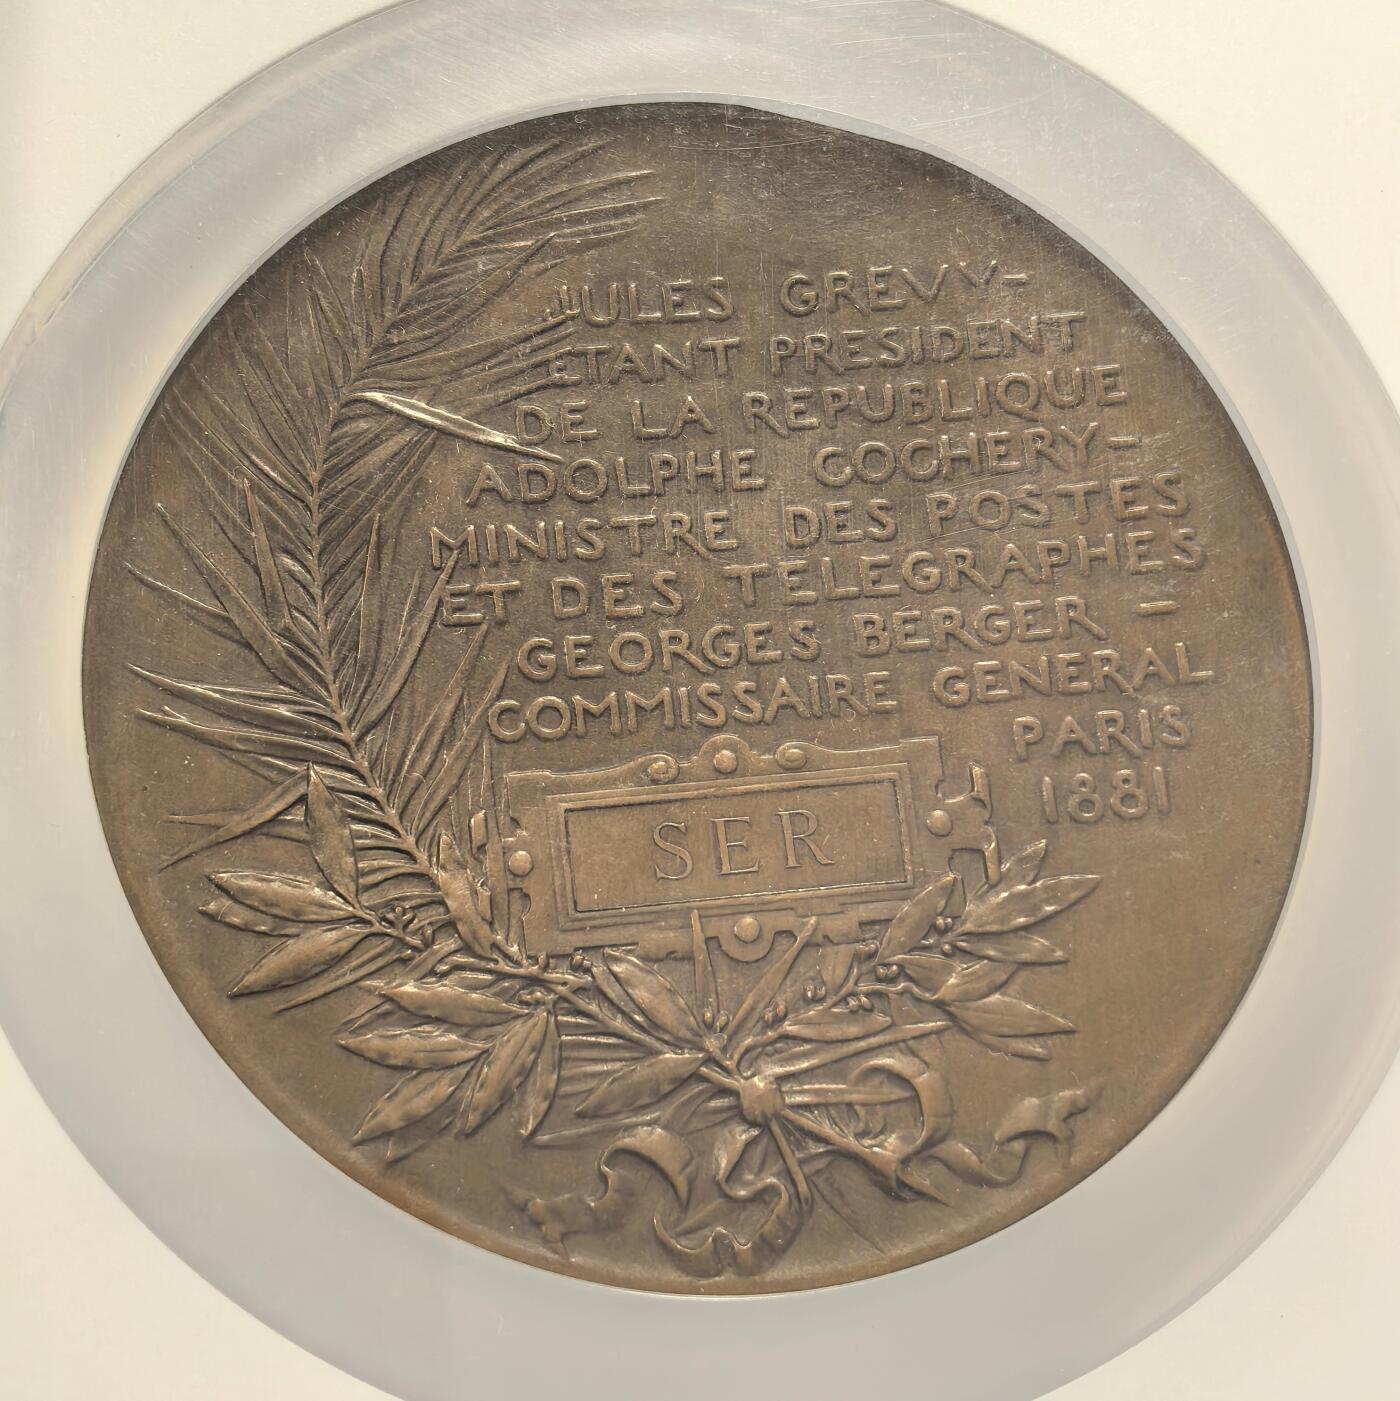 JULES GREVY-
ETANT PRESIDENT
DE LA REPUBLIQUE
ADOLPHE COCHERY-
MINISTRE DES POSTES
ET DES TELEGRAPHES
GEORGES BERGER -
COMMISSAIRE GENERAL
PARIS
1881
SER